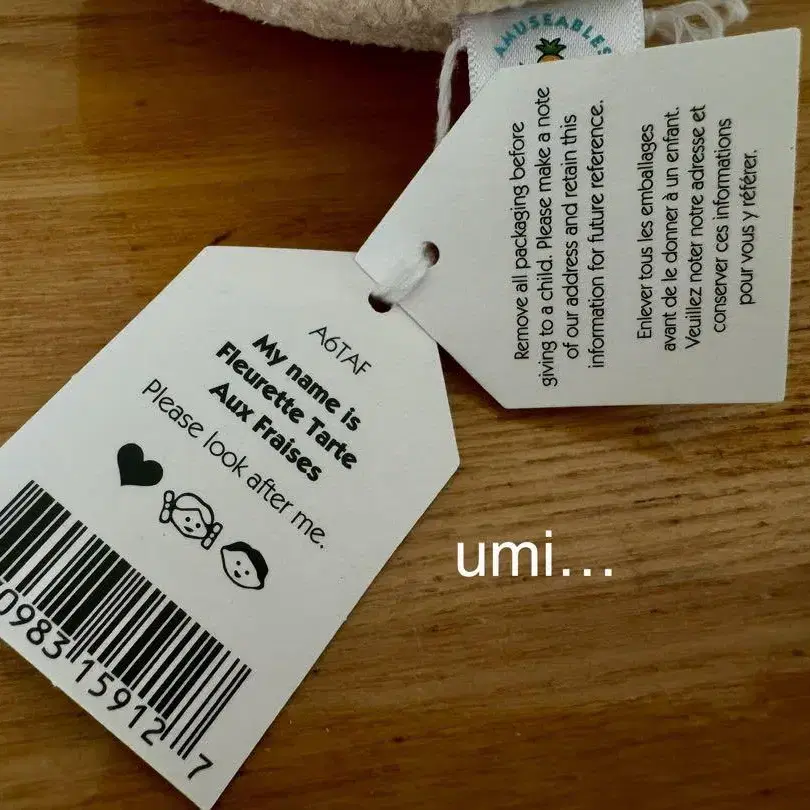 AMUSEABLES
Remove all packaging before
giving to a child. Please make a note
of our address and retain this
information for future reference.
Enlever tous les emballages
avant de le donner à un enfant.
Veuillez noter notre adresse et
conserver ces informations
pour vous y référer.
A6TAF
My name is
Fleurette Tarte
Aux Fraises
Please look after me.
0983 15912 7
umi...